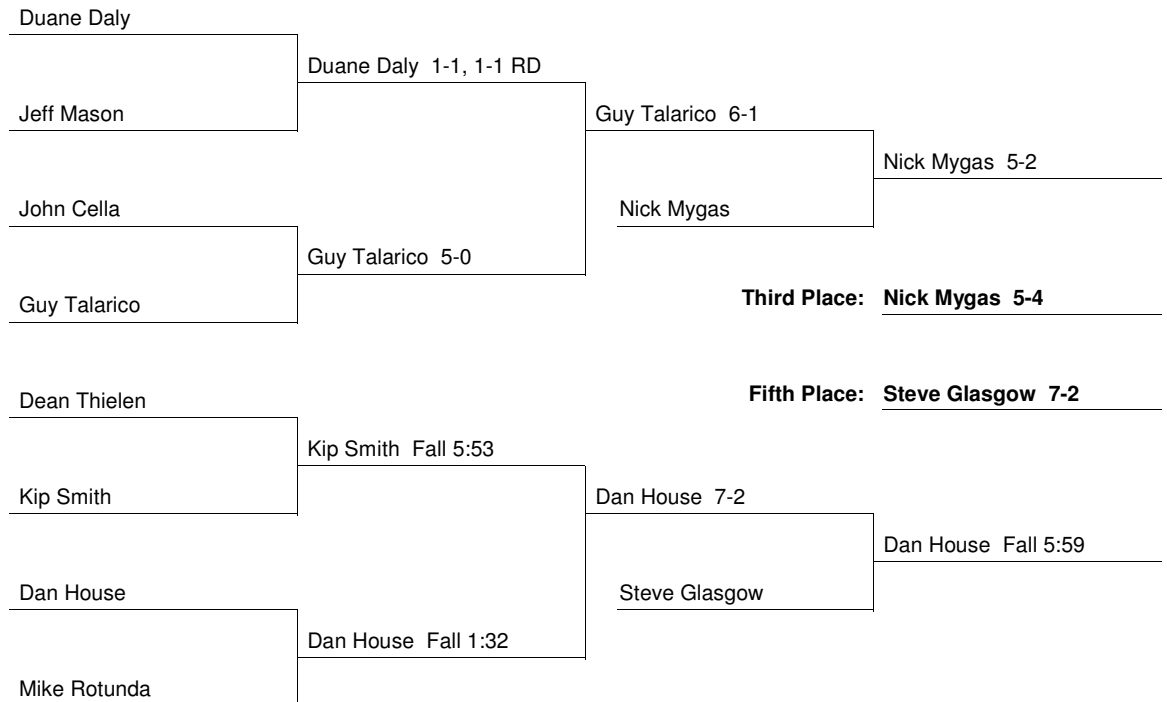 Duane Daly
Duane Daly 1-1, 1-1 RD
Jeff Mason
Guy Talarico 6-1
Nick Mygas 5-2
John Cella
Nick Mygas
Guy Talarico 5-0
Guy Talarico
Third Place: Nick Mygas 5-4
Dean Thielen
Fifth Place: Steve Glasgow 7-2
Kip Smith Fall 5:53
Kip Smith
Dan House 7-2
Dan House Fall 5:59
Dan House
Steve Glasgow
Dan House Fall 1:32
Mike Rotunda